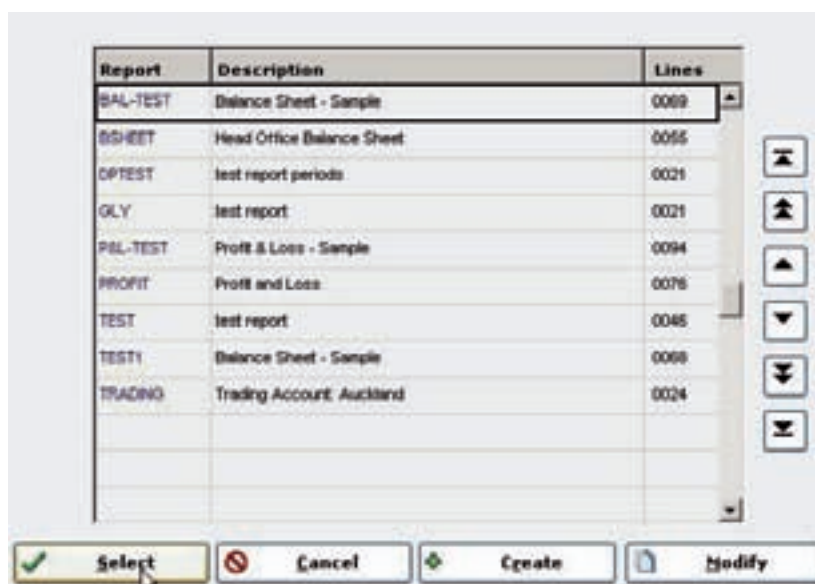 Report Description Lines
BAL-TEST Balance Sheet - Sample 0069
BSHEET Head Office Balance Sheet 0055
DPTEST test report periods 0021
GLY test report 0021
P&L-TEST Profit & Loss - Sample 0094
PROFIT Profit and Loss 0076
TEST test report 0046
TEST1 Balance Sheet - Sample 0068
TRADING Trading Account Auckland 0024
Select Cancel Create Modify